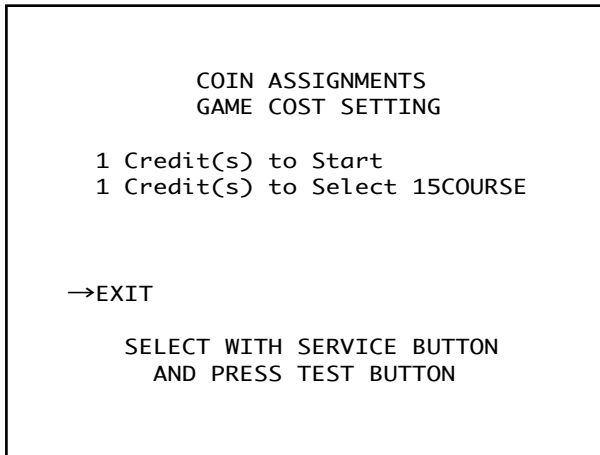 COIN ASSIGNMENTS
GAME COST SETTING
1 Credit(s) to Start
1 Credit(s) to Select 15COURSE
→EXIT
SELECT WITH SERVICE BUTTON
AND PRESS TEST BUTTON